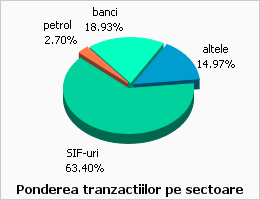 banci
18.93%
petrol
2.70%
altele
14.97%
SIF-uri
63.40%
Ponderea tranzactiilor pe sectoare